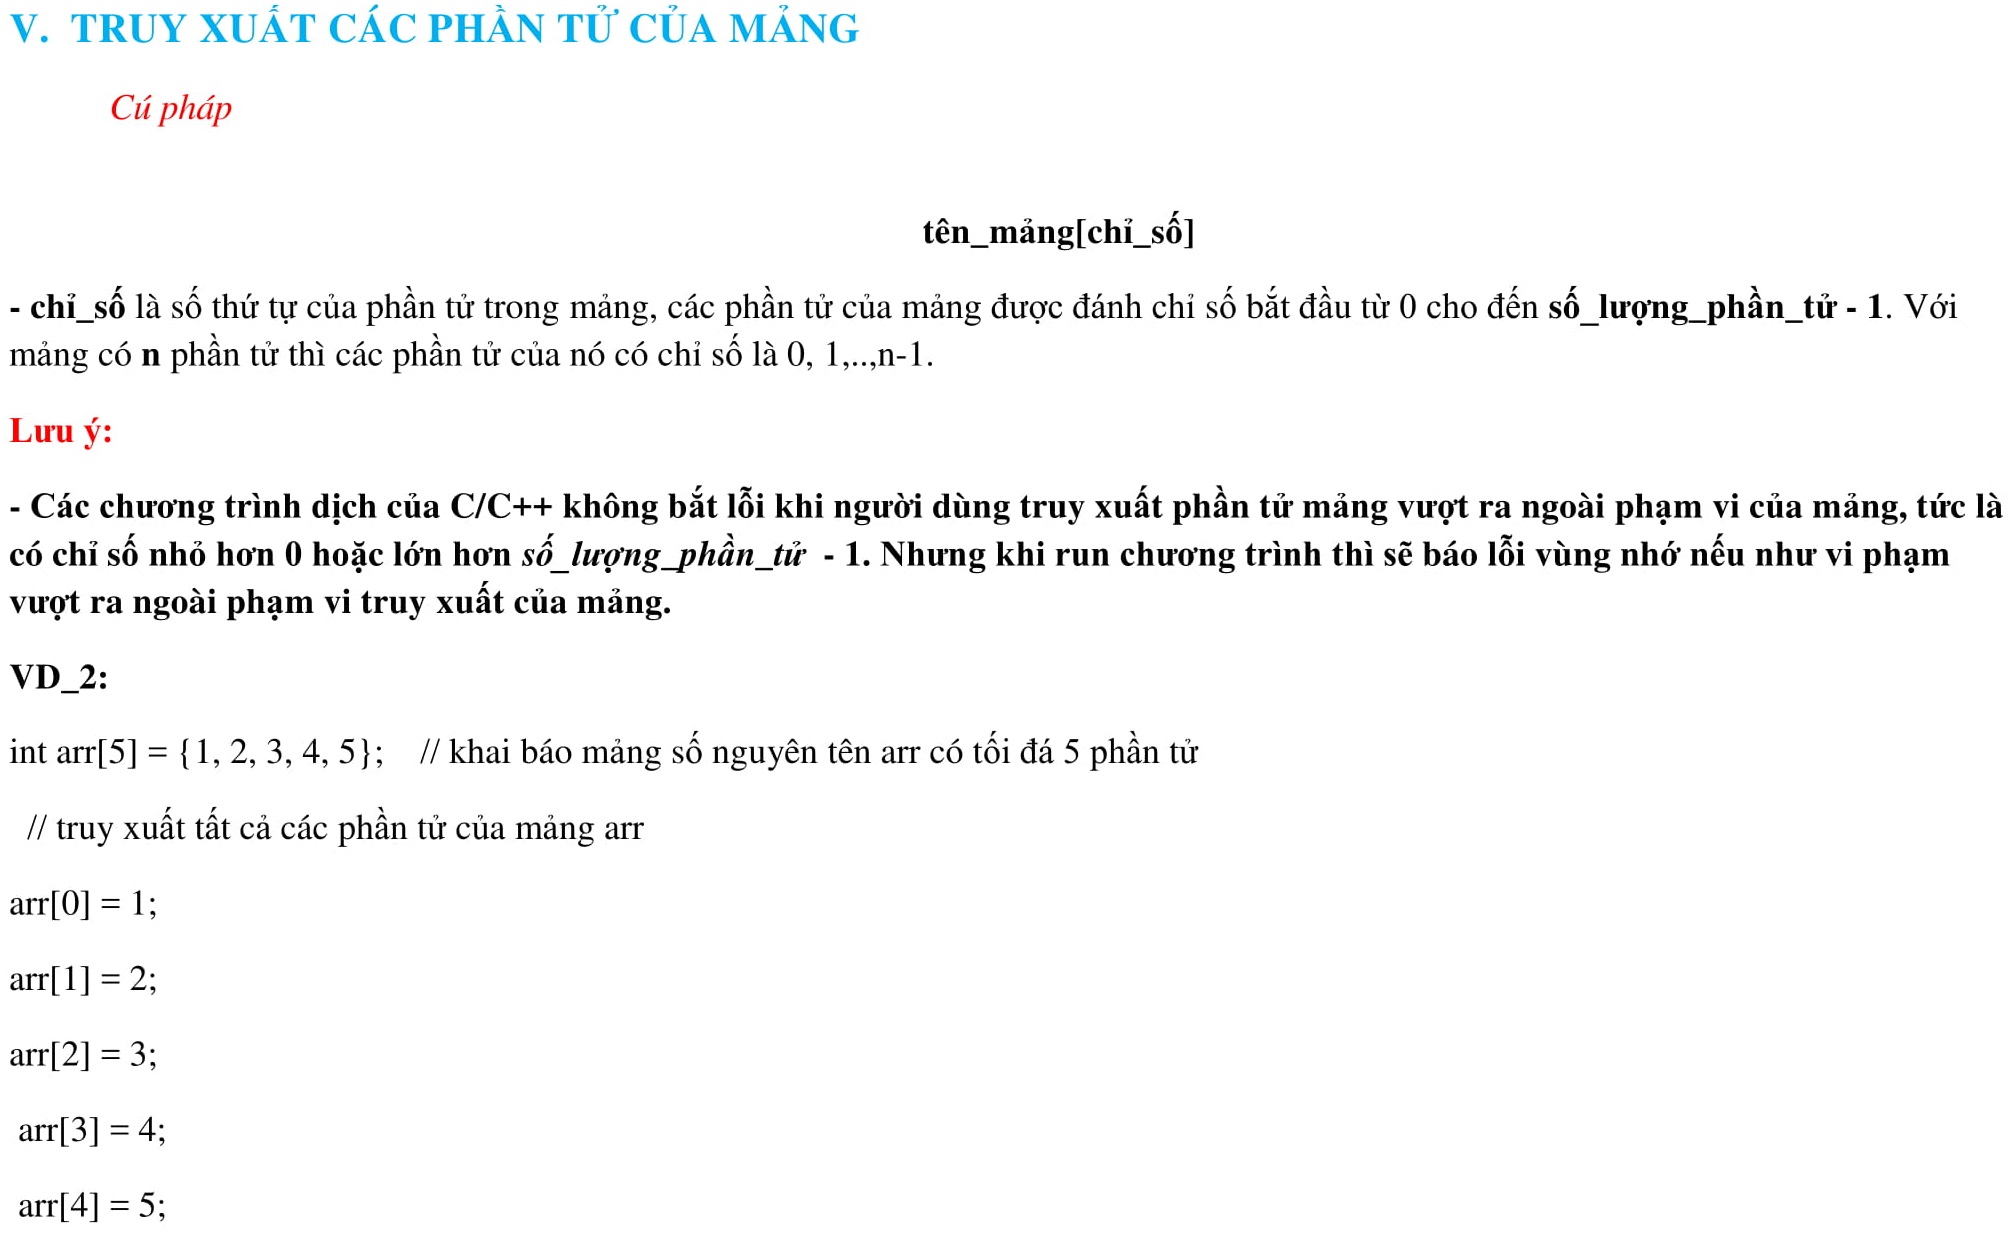 V. TRUY XUẤT CÁC PHẦN TỬ CỦA MẢNG
Cú pháp
tên_mảng[chỉ_số]
- chỉ_số là số thứ tự của phần tử trong mảng, các phần tử của mảng được đánh chỉ số bắt đầu từ 0 cho đến số_lượng_phần_tử - 1. Với
mảng có n phần tử thì các phần tử của nó có chỉ số là 0, 1,..,n-1.
Lưu ý:
- Các chương trình dịch của C/C++ không bắt lỗi khi người dùng truy xuất phần tử mảng vượt ra ngoài phạm vi của mảng, tức là
có chỉ số nhỏ hơn 0 hoặc lớn hơn số_lượng_phần_tử - 1. Nhưng khi run chương trình thì sẽ báo lỗi vùng nhớ nếu như vi phạm
vượt ra ngoài phạm vi truy xuất của mảng.
VD_2:
int arr[5] = {1, 2, 3, 4, 5}; // khai báo mảng số nguyên tên arr có tối đá 5 phần tử
// truy xuất tất cả các phần tử của mảng arr
arr[0] = 1;
arr[1] = 2;
arr[2] = 3;
arr[3] = 4;
arr[4] = 5;